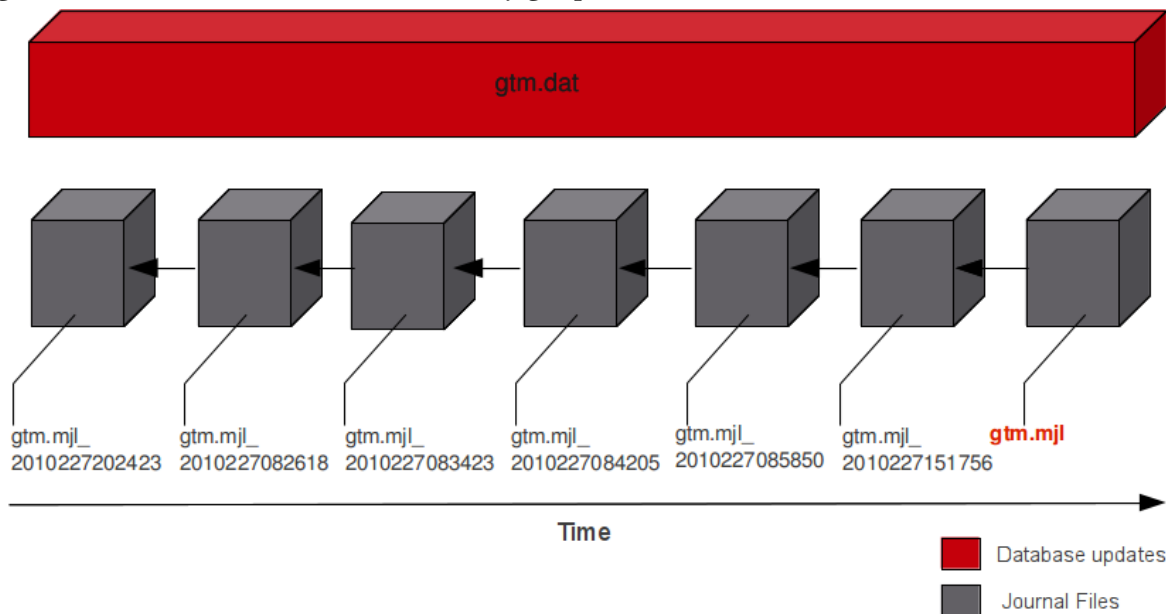 gtm.dat
gtm.mjl_
2010227202423
gtm.mjl_
2010227082618
gtm.mjl_
2010227083423
gtm.mjl_
2010227084205
gtm.mjl_
2010227085850
gtm.mjl_
2010227151756
gtm.mjl
Time
Database updates
Journal Files